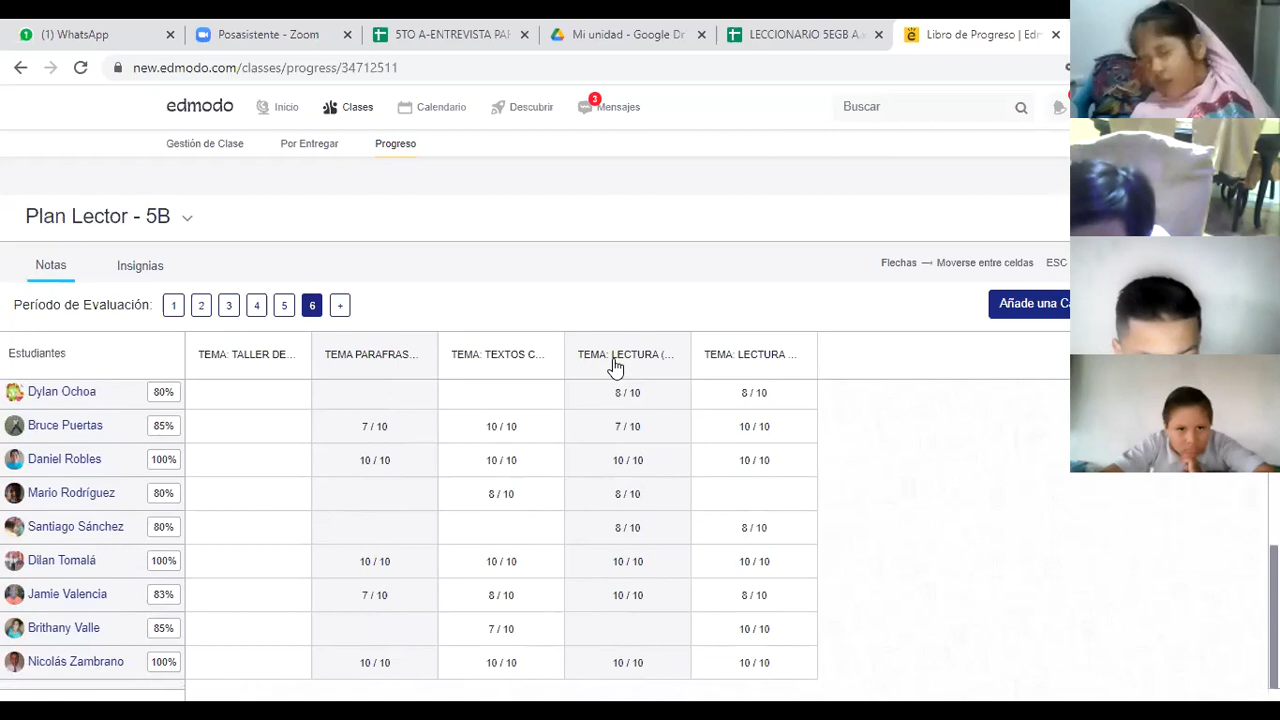 (1) WhatsApp
Posasistente - Zoom
5TO A-ENTREVISTA PAF
Mi unidad - Google Dr
LECCIONARIO 5EGB A
Libro de Progreso | Edm
new.edmodo.com/classes/progress/34712511
edmodo Inicio Clases Calendario Descubrir 3 Mensajes Buscar
Gestión de Clase Por Entregar Progreso
Plan Lector - 5B
Notas Insignias Flechas Moverse entre celdas ESC
Período de Evaluación: 1 2 3 4 5 6 + Añade una Ca
Estudiantes TEMA: TALLER DE... TEMA PARAFRAS... TEMA: TEXTOS C... TEMA: LECTURA (... TEMA: LECTURA ...
Dylan Ochoa 80% 8 / 10 8 / 10
Bruce Puertas 85% 7 / 10 10 / 10 7 / 10 10 / 10
Daniel Robles 100% 10 / 10 10 / 10 10 / 10 10 / 10
Mario Rodríguez 80% 8 / 10 8 / 10
Santiago Sánchez 80% 8 / 10 8 / 10
Dilan Tomalá 100% 10 / 10 10 / 10 10 / 10 10 / 10
Jamie Valencia 83% 7 / 10 8 / 10 10 / 10 8 / 10
Brithany Valle 85% 7 / 10 10 / 10
Nicolás Zambrano 100% 10 / 10 10 / 10 10 / 10 10 / 10